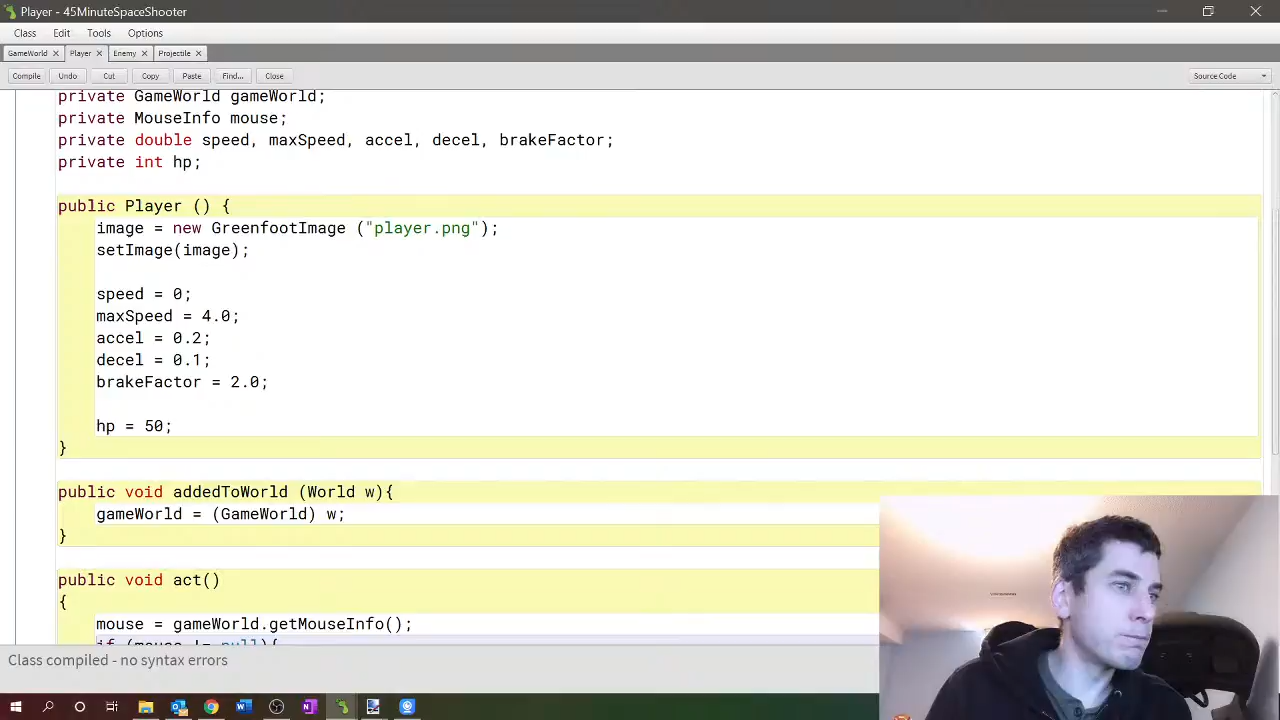 Player - 45MinuteSpaceShooter
Class Edit Tools Options
GameWorld × Player × Enemy × Projectile ×
Compile Undo Cut Copy Paste Find... Close Source Code
private GameWorld gameWorld;
private MouseInfo mouse;
private double speed, maxSpeed, accel, decel, brakeFactor;
private int hp;
public Player () {
image = new GreenfootImage ("player.png");
setImage(image);
speed = 0;
maxSpeed = 4.0;
accel = 0.2;
decel = 0.1;
brakeFactor = 2.0;
hp = 50;
}
public void addedToWorld (World w){
gameWorld = (GameWorld) w;
}
public void act()
{
mouse = gameWorld.getMouseInfo();
if (mouse != null){
Class compiled - no syntax errors